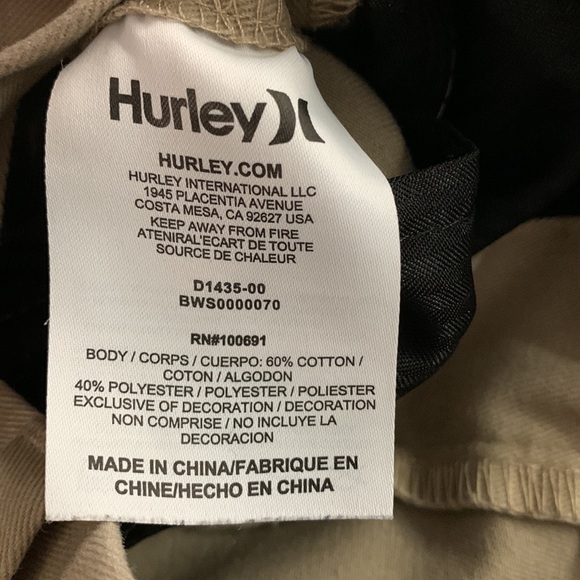 Hurley
HURLEY.COM
HURLEY INTERNATIONAL LLC
1945 PLACENTIA AVENUE
COSTA MESA, CA 92627 USA
KEEP AWAY FROM FIRE
ATENIRAL'ECART DE TOUTE
SOURCE DE CHALEUR
D1435-00
BWS0000070
RN#100691
BODY / CORPS / CUERPO: 60% COTTON /
COTON / ALGODON
40% POLYESTER / POLYESTER / POLIESTER
EXCLUSIVE OF DECORATION / DECORATION
NON COMPRISE / NO INCLUYE LA
DECORACION
MADE IN CHINA/FABRIQUE EN
CHINE/HECHO EN CHINA